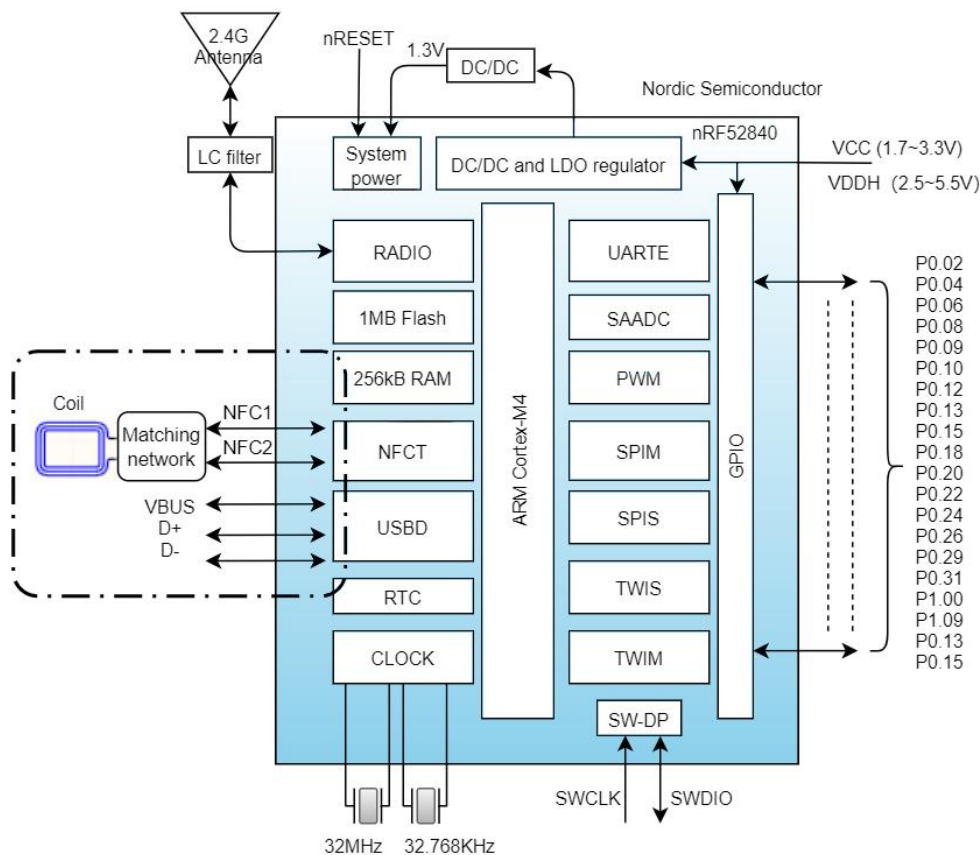 2.4G
Antenna
nRESET
1.3V
DC/DC
Nordic Semiconductor
nRF52840
LC filter
System
power
DC/DC and LDO regulator
VCC (1.7~3.3V)
VDDH (2.5~5.5V)
RADIO
1MB Flash
256kB RAM
NFCT
USBD
RTC
CLOCK
ARM Cortex-M4
UARTE
SAADC
PWM
SPIM
SPIS
TWIS
TWIM
SW-DP
GPIO
Coil
Matching
network
NFC1
NFC2
VBUS
D+
D-
P0.02
P0.04
P0.06
P0.08
P0.09
P0.10
P0.12
P0.13
P0.15
P0.18
P0.20
P0.22
P0.24
P0.26
P0.29
P0.31
P1.00
P1.09
P0.13
P0.15
SWCLK
SWDIO
32MHz
32.768KHz